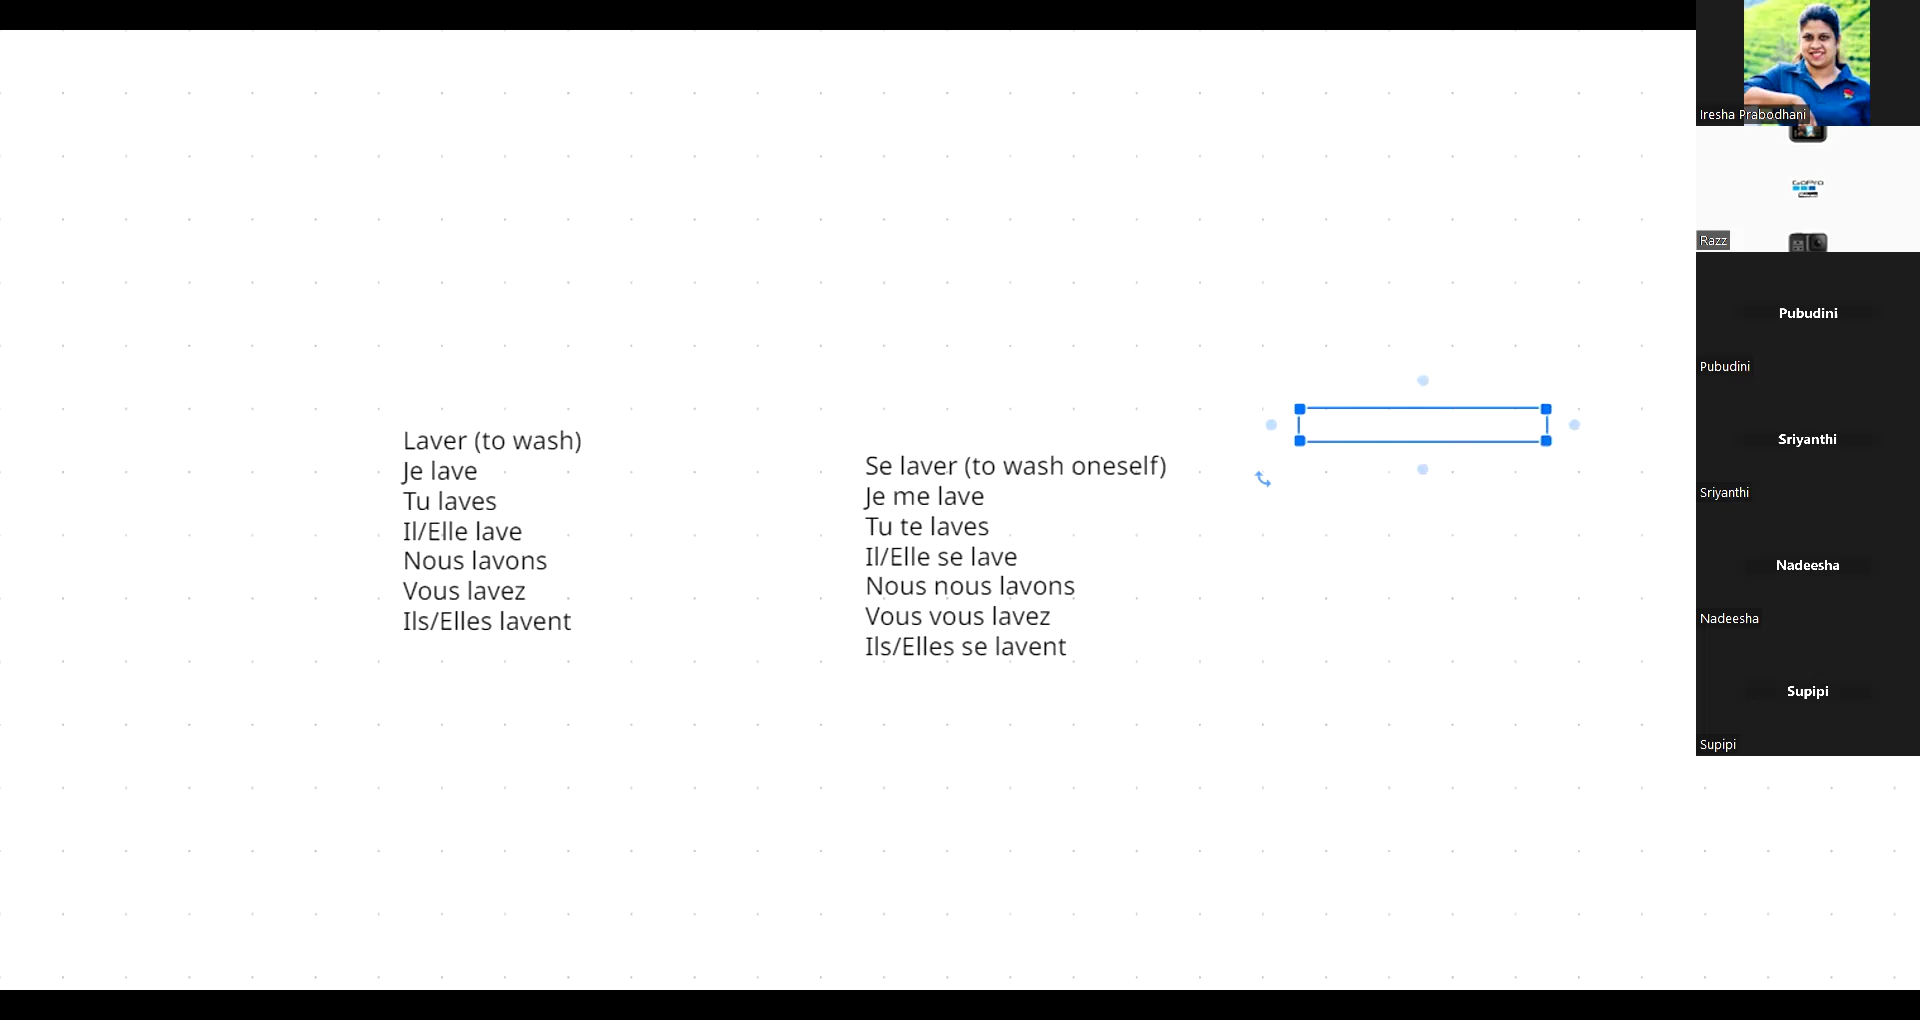 Laver (to wash)
Je lave
Tu laves
Il/Elle lave
Nous lavons
Vous lavez
Ils/Elles lavent
Se laver (to wash oneself)
Je me lave
Tu te laves
Il/Elle se lave
Nous nous lavons
Vous vous lavez
Ils/Elles se lavent
Iresha Prabodhani
GoPro
Razz
Pubudini
Pubudini
Sriyanthi
Sriyanthi
Nadeesha
Nadeesha
Supipi
Supipi